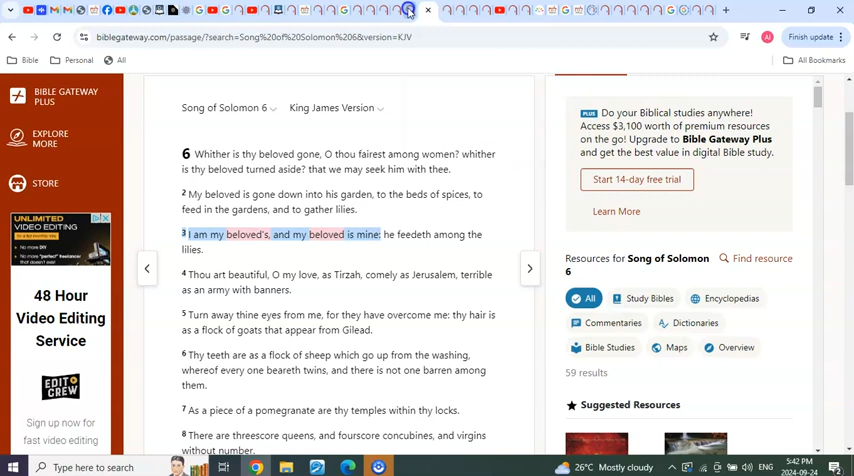 biblegateway.com/passage/?search=Song%20of%20Solomon%206&version=KJV
AI
Finish update
Bible
Personal
All
All Bookmarks
BIBLE GATEWAY
PLUS
EXPLORE
MORE
STORE
UNLIMITED
VIDEO EDITING
48 Hour
Video Editing
Service
EDIT
CREW
Sign up now for
fast video editing
Song of Solomon 6
King James Version
6 Whither is thy beloved gone, O thou fairest among women? whither
is thy beloved turned aside? that we may seek him with thee.
2 My beloved is gone down into his garden, to the beds of spices, to
feed in the gardens, and to gather lilies.
3 I am my beloved's, and my beloved is mine: he feedeth among the
lilies.
4 Thou art beautiful, O my love, as Tirzah, comely as Jerusalem, terrible
as an army with banners.
5 Turn away thine eyes from me, for they have overcome me: thy hair is
as a flock of goats that appear from Gilead.
6 Thy teeth are as a flock of sheep which go up from the washing,
whereof every one beareth twins, and there is not one barren among
them.
7 As a piece of a pomegranate are thy temples within thy locks.
8 There are threescore queens, and fourscore concubines, and virgins
without number.
PLUS Do your Biblical studies anywhere!
Access $3,100 worth of premium resources
on the go! Upgrade to Bible Gateway Plus
and get the best value in digital Bible study.
Start 14-day free trial
Learn More
Resources for Song of Solomon
6
Find resource
All
Study Bibles
Encyclopedias
Commentaries
Dictionaries
Bible Studies
Maps
Overview
59 results
Suggested Resources
Type here to search
26°C Mostly cloudy
ENG
5:42 PM
2024-09-24
2